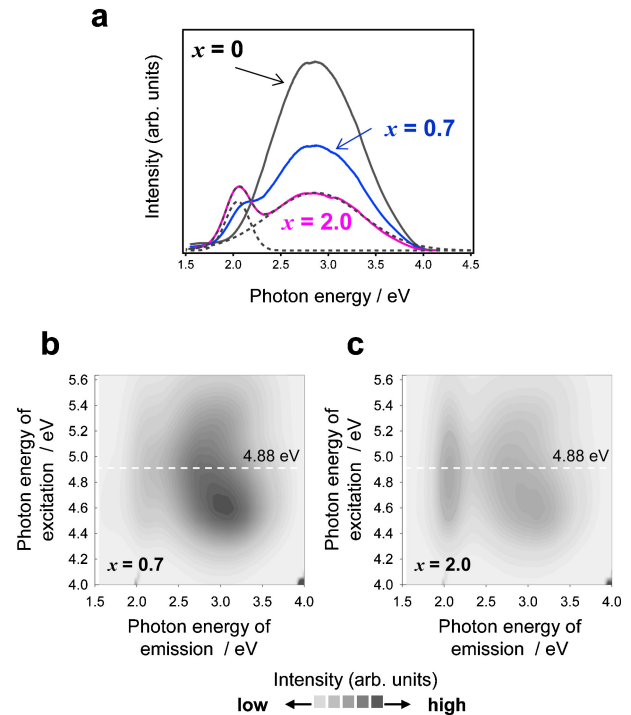 a
x = 0
x = 0.7
x = 2.0
Intensity (arb. units)
1.5 2.0 2.5 3.0 3.5 4.0 4.5
Photon energy / eV
b
Photon energy of
excitation / eV
5.6
5.4
5.2
5.0
4.8
4.6
4.4
4.2
4.0
4.88 eV
x = 0.7
1.5 2.0 2.5 3.0 3.5 4.0
Photon energy of
emission / eV
c
Photon energy of
excitation / eV
5.6
5.4
5.2
5.0
4.8
4.6
4.4
4.2
4.0
4.88 eV
x = 2.0
1.5 2.0 2.5 3.0 3.5 4.0
Photon energy of
emission / eV
Intensity (arb. units)
low high